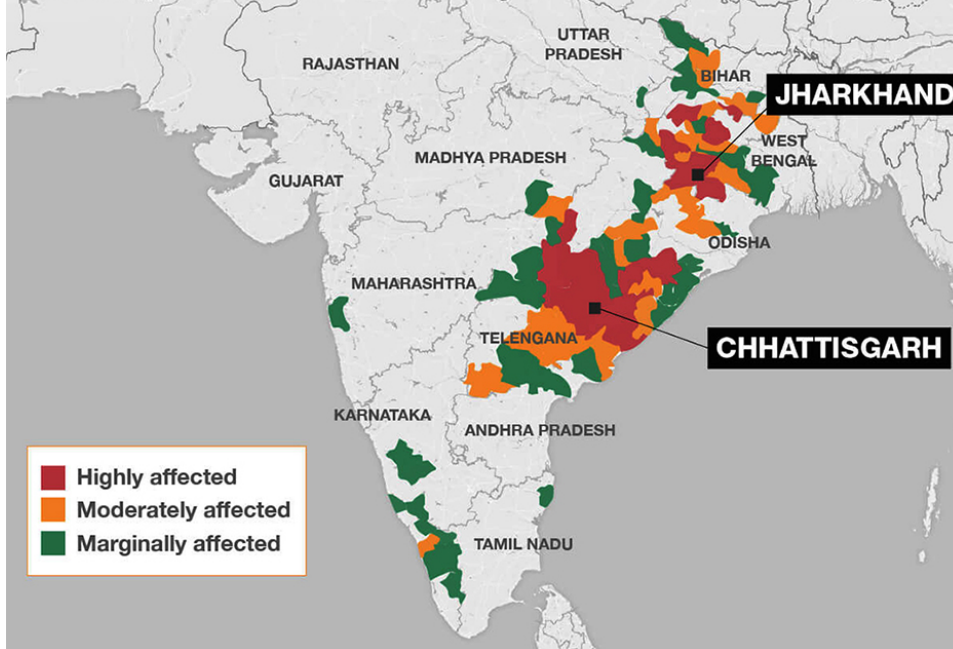 UTTAR
PRADESH
RAJASTHAN
BIHAR
JHARKHAND
WEST
BENGAL
MADHYA PRADESH
GUJARAT
ODISHA
MAHARASHTRA
TELENGANA
CHHATTISGARH
KARNATAKA
ANDHRA PRADESH
Highly affected
Moderately affected
Marginally affected
TAMIL NADU